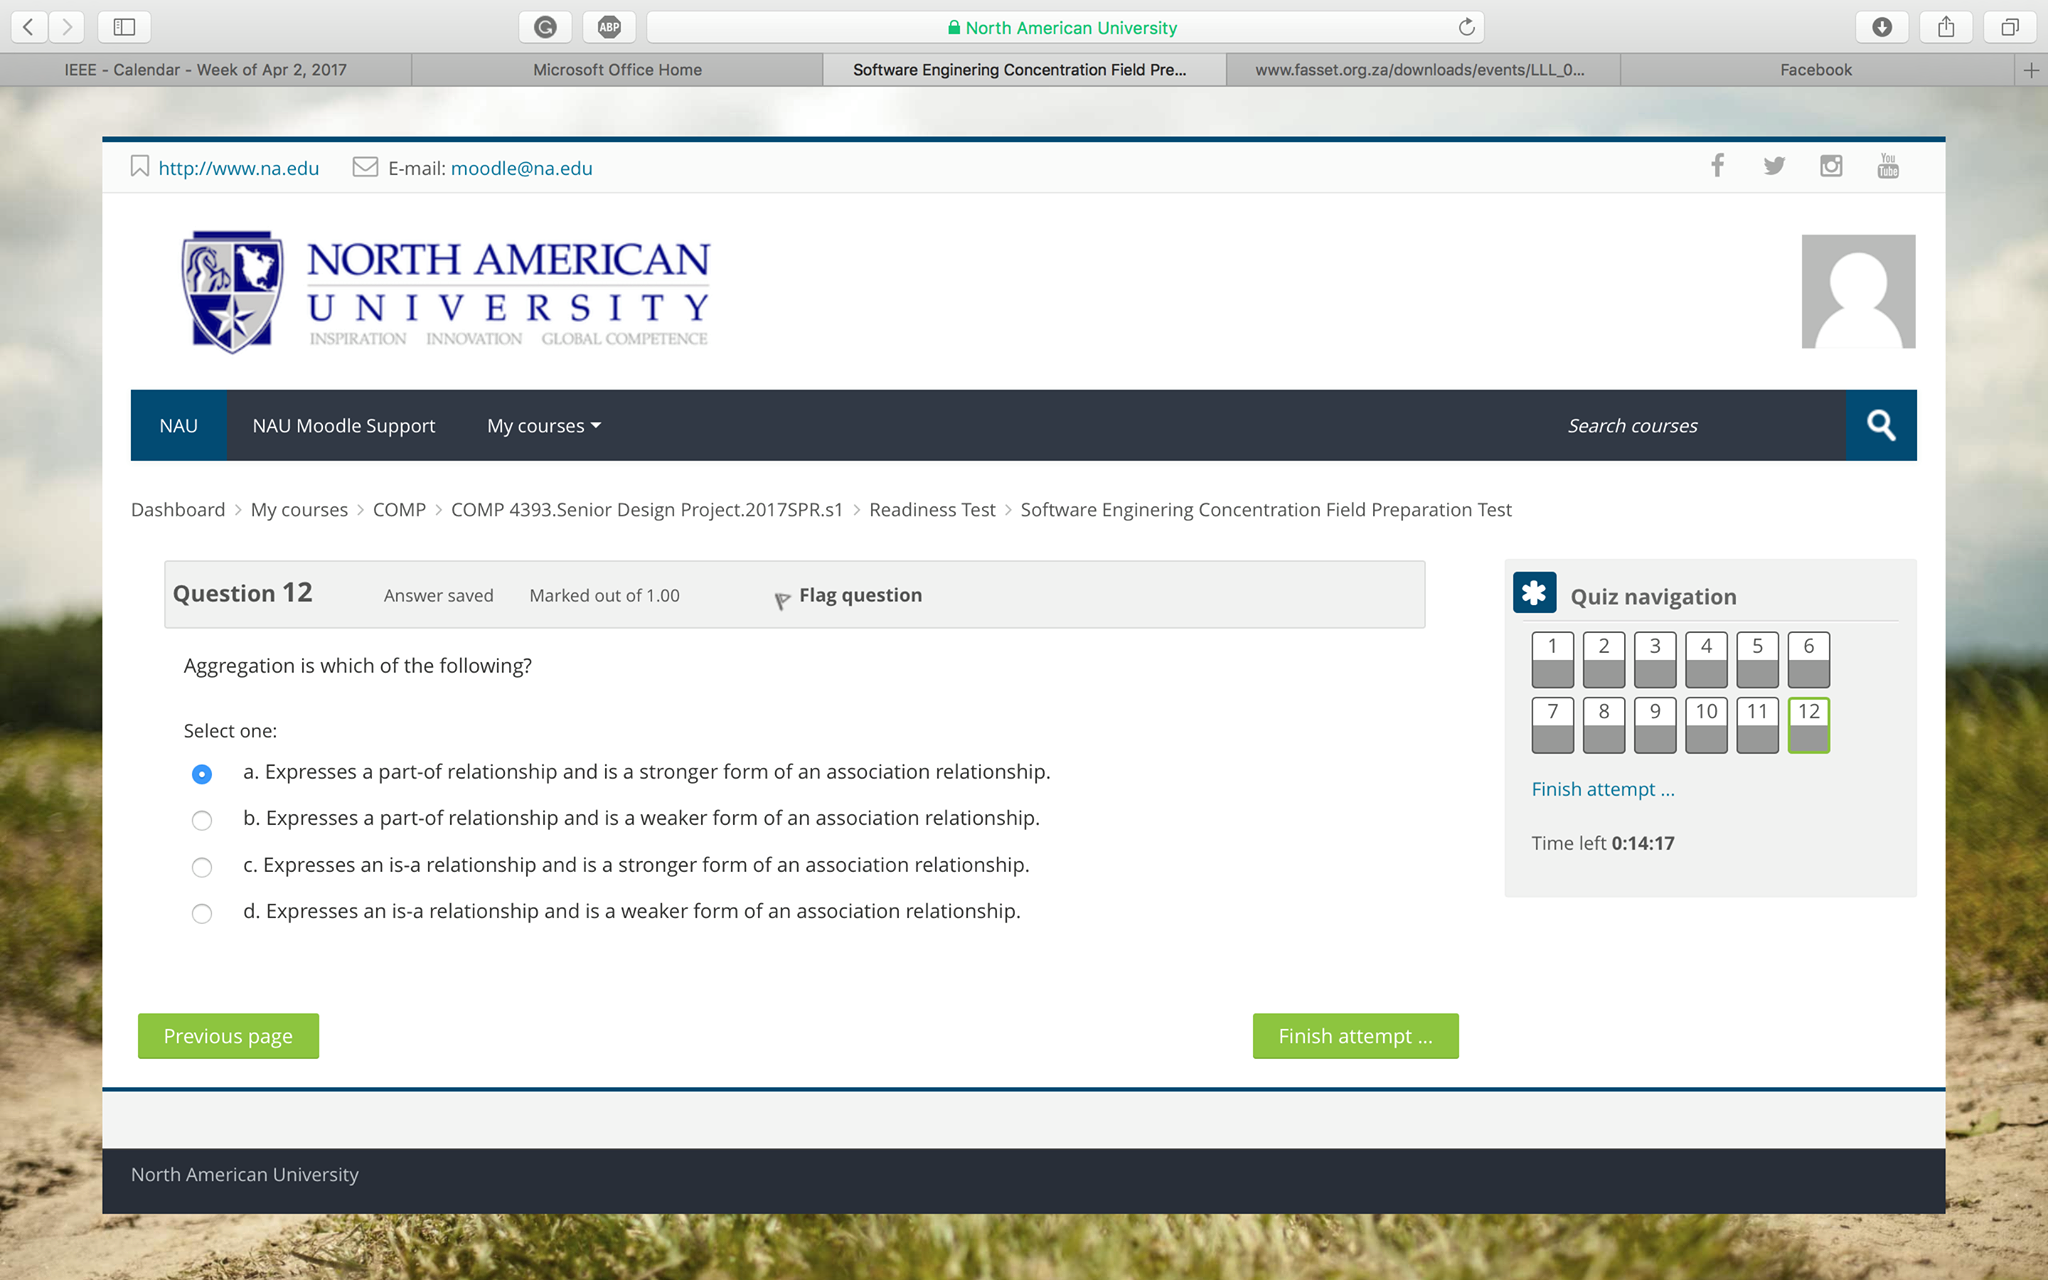 ABP
North American University
IEEE - Calendar - Week of Apr 2, 2017
Microsoft Office Home
Software Enginering Concentration Field Pre...
www.fasset.org.za/downloads/events/LLL_0...
Facebook
http://www.na.edu
E-mail: moodle@na.edu
You Tube
NORTH AMERICAN
UNIVERSITY
INSPIRATION INNOVATION GLOBAL COMPETENCE
NAU
NAU Moodle Support
My courses
Search courses
Dashboard > My courses > COMP > COMP 4393.Senior Design Project.2017SPR.s1 > Readiness Test > Software Enginering Concentration Field Preparation Test
Question 12
Answer saved
Marked out of 1.00
Flag question
Aggregation is which of the following?
Select one:
a. Expresses a part-of relationship and is a stronger form of an association relationship.
b. Expresses a part-of relationship and is a weaker form of an association relationship.
c. Expresses an is-a relationship and is a stronger form of an association relationship.
d. Expresses an is-a relationship and is a weaker form of an association relationship.
Previous page
Finish attempt ...
Quiz navigation
1 2 3 4 5 6
7 8 9 10 11 12
Finish attempt ...
Time left 0:14:17
North American University